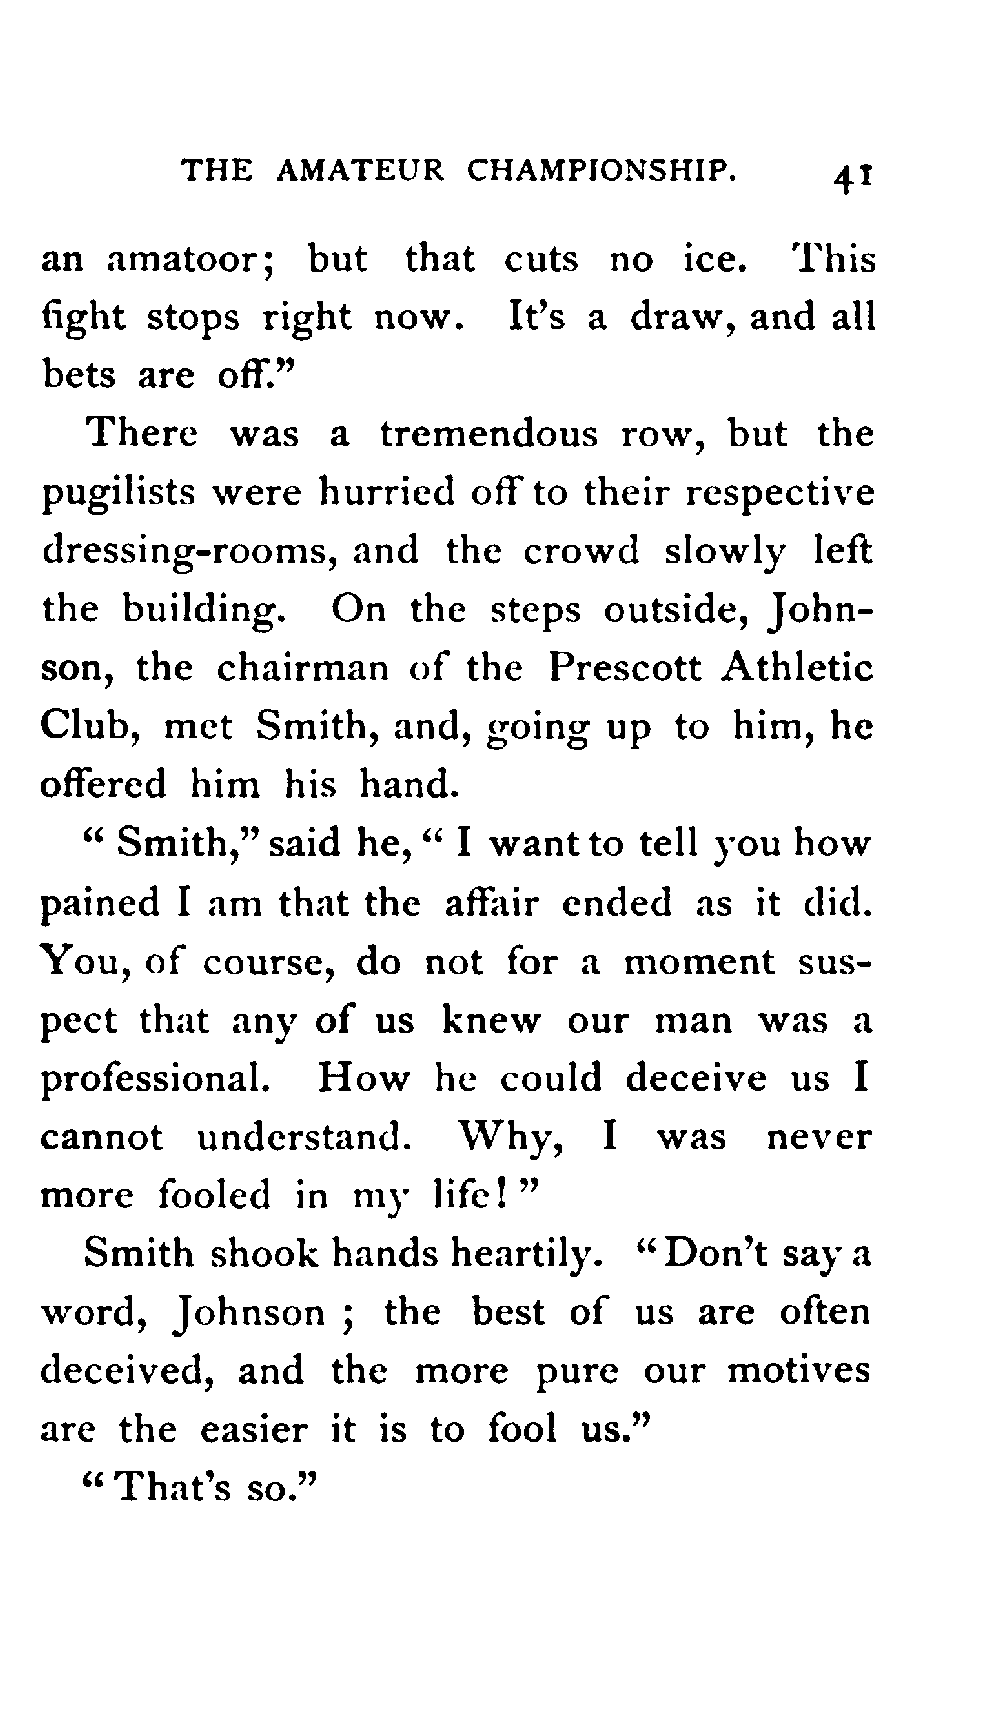 THE AMATEUR CHAMPIONSHIP. 41
an amatoor; but that cuts no ice. This
fight stops right now. It's a draw, and all
bets are off."
There was a tremendous row, but the
pugilists were hurried off to their respective
dressing-rooms, and the crowd slowly left
the building. On the steps outside, John-
son, the chairman of the Prescott Athletic
Club, met Smith, and, going up to him, he
offered him his hand.
" Smith," said he, " I want to tell you how
pained I am that the affair ended as it did.
You, of course, do not for a moment sus-
pect that any of us knew our man was a
professional. How he could deceive us I
cannot understand. Why, I was never
more fooled in my life! "
Smith shook hands heartily. "Don't say a
word, Johnson ; the best of us are often
deceived, and the more pure our motives
are the easier it is to fool us."
"That's so."